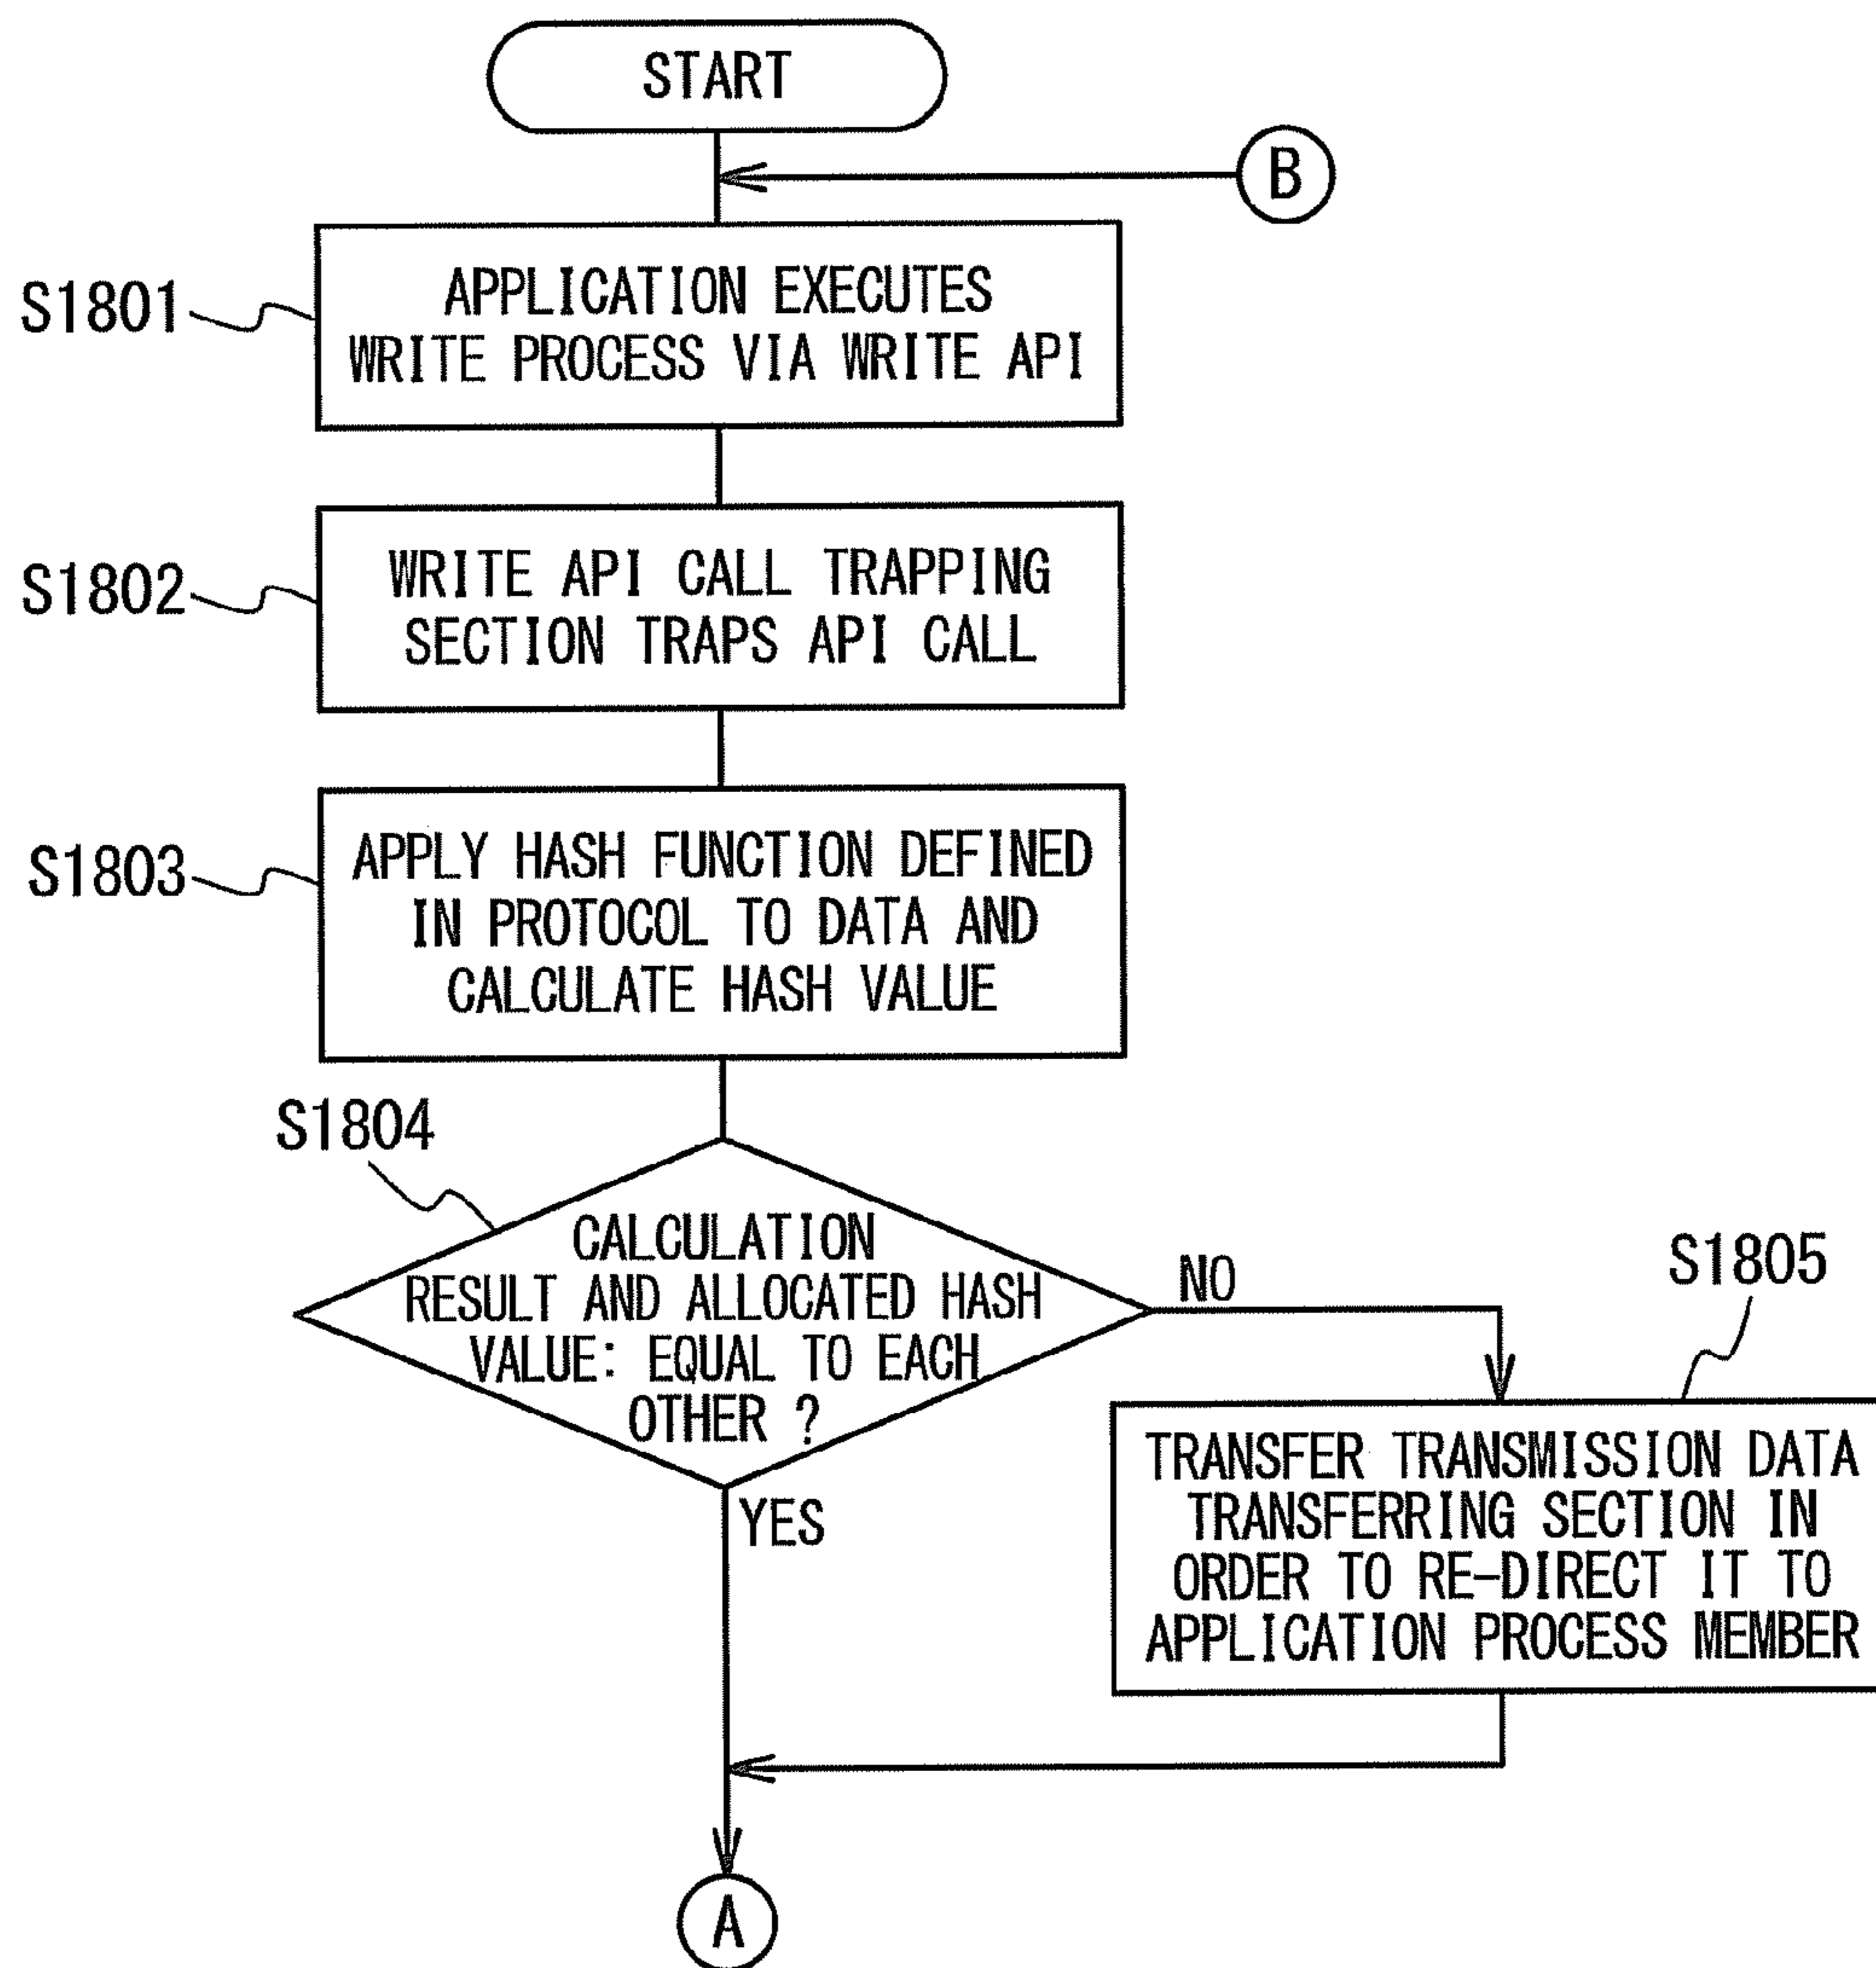 START
B
S1801
APPLICATION EXECUTES
WRITE PROCESS VIA WRITE API
S1802
WRITE API CALL TRAPPING
SECTION TRAPS API CALL
S1803
APPLY HASH FUNCTION DEFINED
IN PROTOCOL TO DATA AND
CALCULATE HASH VALUE
S1804
CALCULATION
RESULT AND ALLOCATED HASH
VALUE: EQUAL TO EACH
OTHER ?
NO
YES
S1805
TRANSFER TRANSMISSION DATA
TRANSFERRING SECTION IN
ORDER TO RE-DIRECT IT TO
APPLICATION PROCESS MEMBER
A